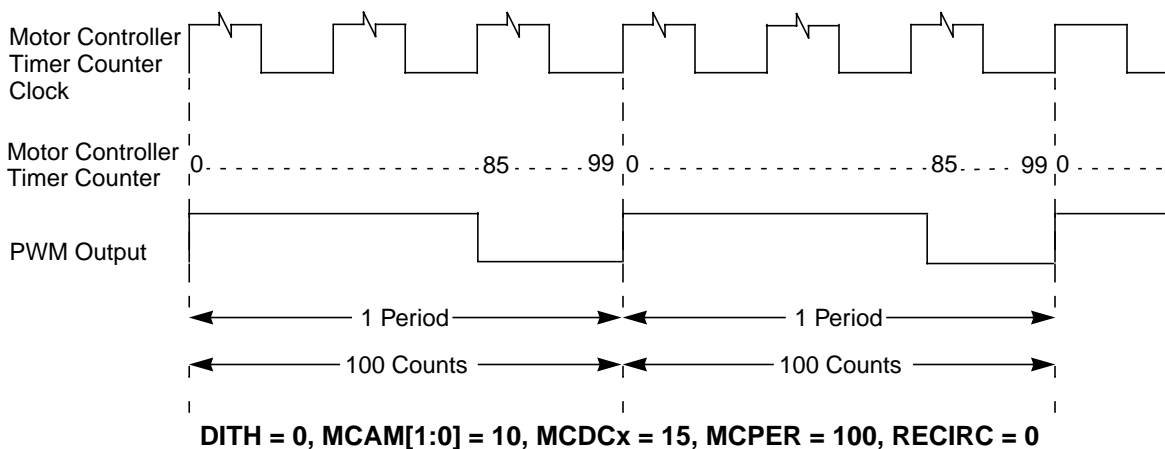 Motor Controller
Timer Counter
Clock
Motor Controller
Timer Counter
0 85 99 0 85 99 0
PWM Output
1 Period 1 Period
100 Counts 100 Counts
DITH = 0, MCAM[1:0] = 10, MCDCx = 15, MCPER = 100, RECIRC = 0